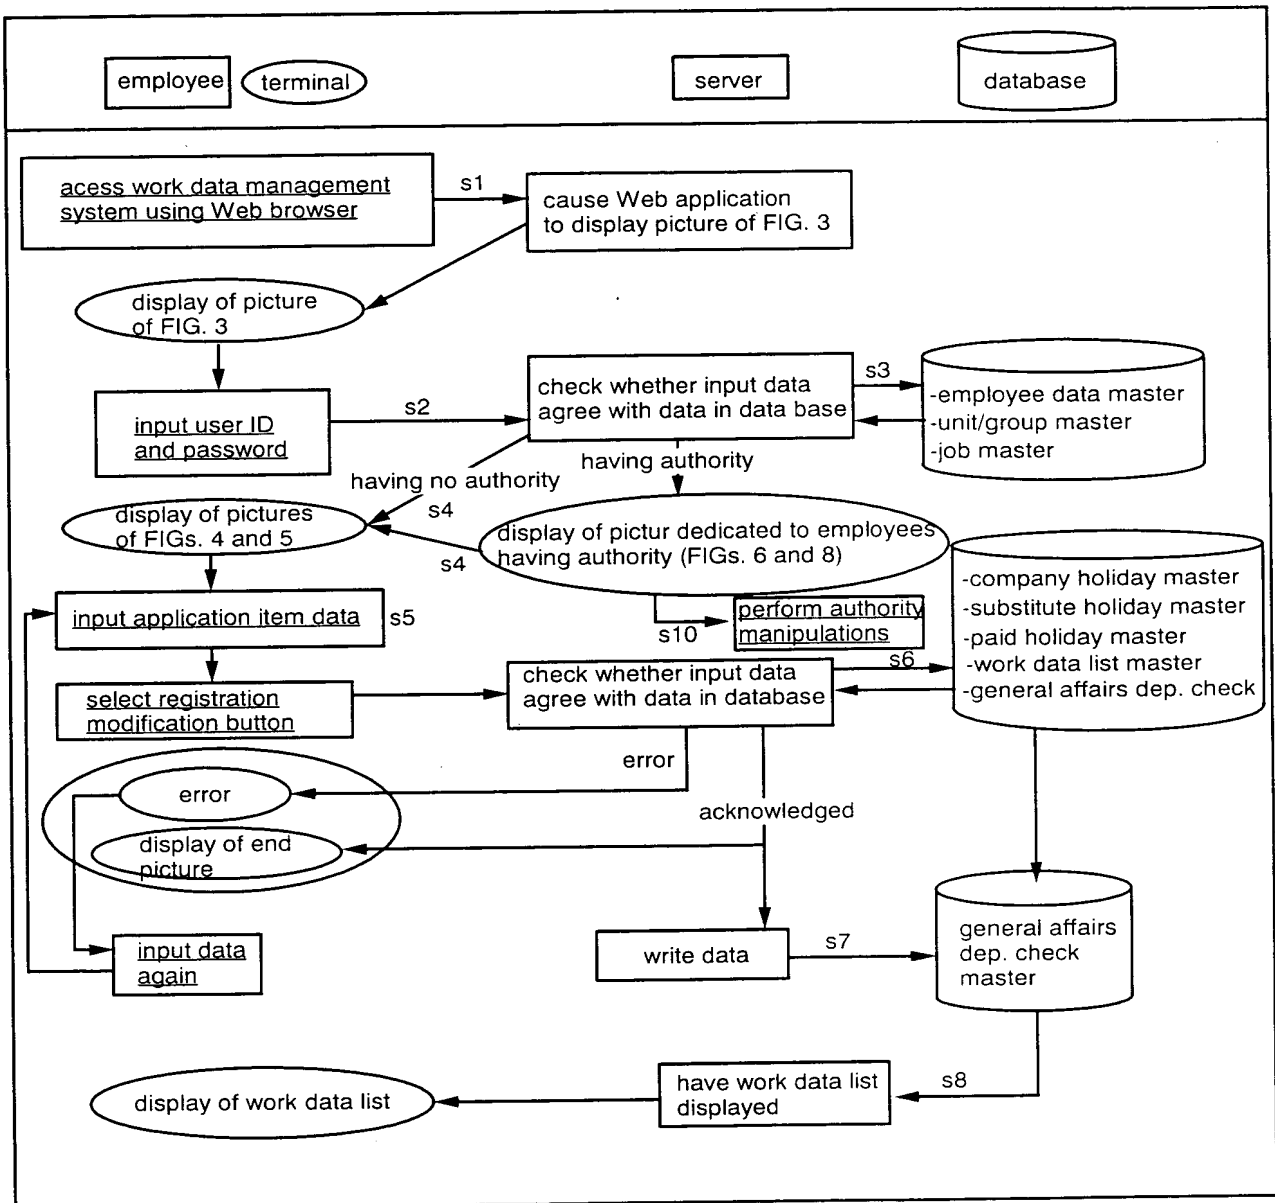 employee
terminal
server
database
acess work data management
system using Web browser
s1
cause Web application
to display picture of FIG. 3
display of picture
of FIG. 3
input user ID
and password
s2
check whether input data
agree with data in data base
s3
-employee data master
-unit/group master
-job master
having no authority
having authority
s4
display of pictures
of FIGs. 4 and 5
s4
display of pictur dedicated to employees
having authority (FIGs. 6 and 8)
-company holiday master
-substitute holiday master
-paid holiday master
-work data list master
-general affairs dep. check
input application item data
s5
s10
perform authority
manipulations
select registration
modification button
check whether input data
agree with data in database
s6
error
error
acknowledged
display of end
picture
input data
again
write data
s7
general affairs
dep. check
master
display of work data list
have work data list
displayed
s8